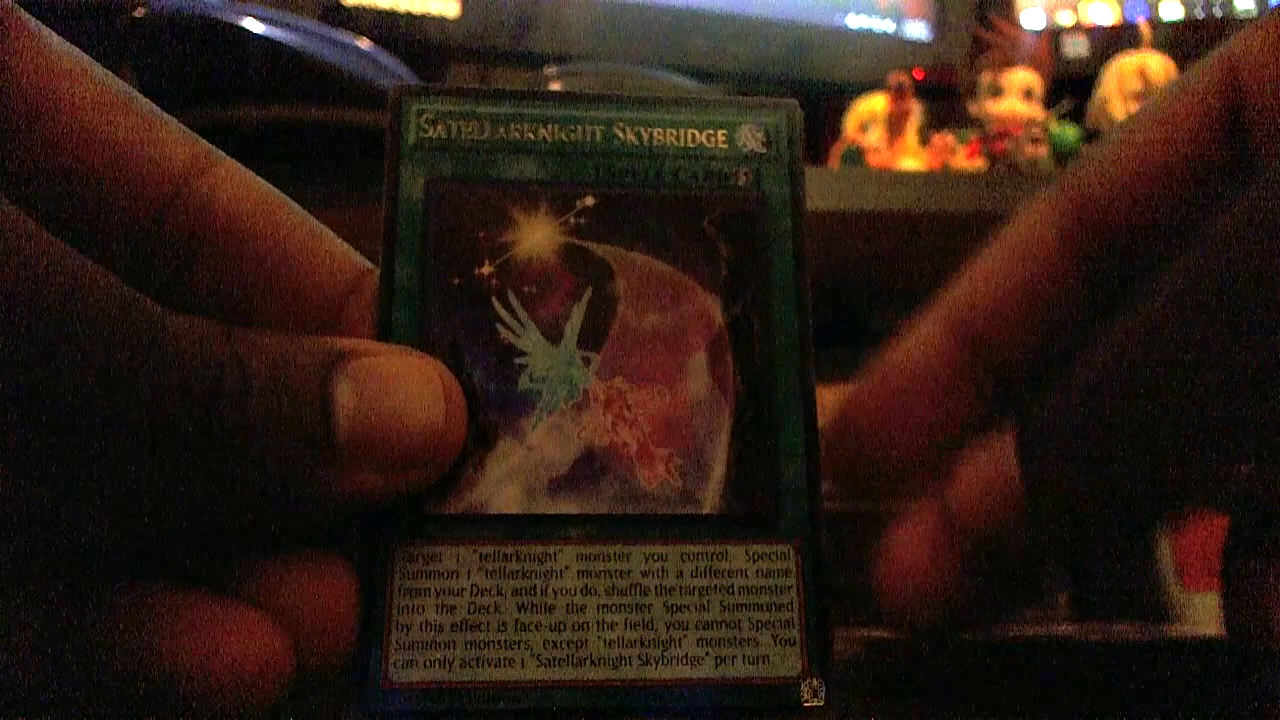 SATELLARKNIGHT SKYBRIDGE
Target 1 "tellarknight" monster you control; Special
Summon 1 "tellarknight" monster with a different name
from your Deck, and if you do, shuffle the targeted monster
into the Deck. While the monster Special Summoned
by this effect is face-up on the field, you cannot Special
Summon monsters, except "tellarknight" monsters. You
can only activate 1 "Satellarknight Skybridge" per turn.